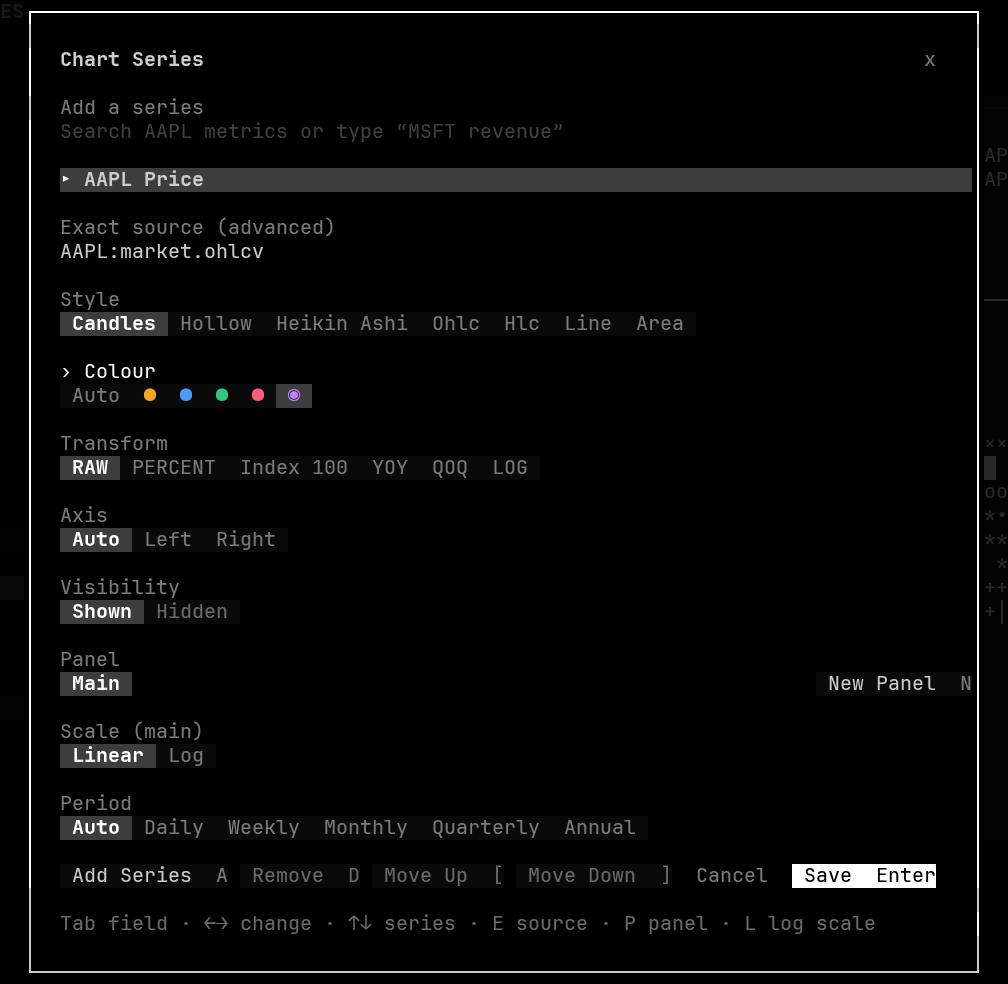 ES
Chart Series x
Add a series
Search AAPL metrics or type “MSFT revenue”
AP
▸ AAPL Price
AP
Exact source (advanced)
AAPL:market.ohlcv
Style
Candles Hollow Heikin Ashi Ohlc Hlc Line Area
› Colour
Auto
Transform
RAW PERCENT Index 100 YOY QOQ LOG
Axis
Auto Left Right
Visibility
Shown Hidden
Panel
Main New Panel N
Scale (main)
Linear Log
Period
Auto Daily Weekly Monthly Quarterly Annual
Add Series A Remove D Move Up [ Move Down ] Cancel Save Enter
Tab field · ←→ change · ↑↓ series · E source · P panel · L log scale